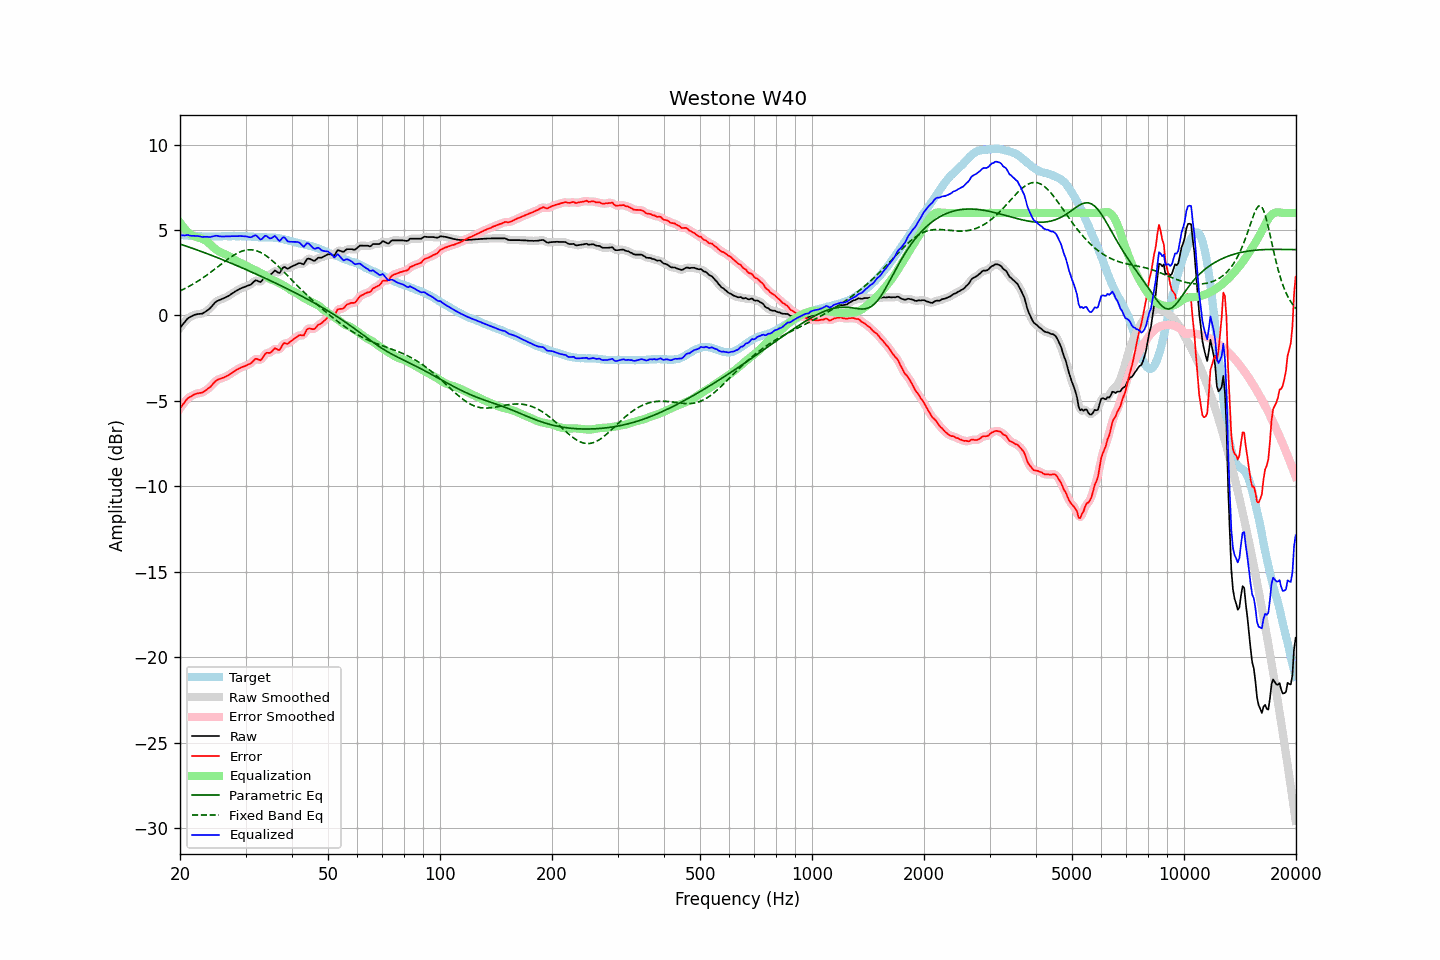 Westone W40
Amplitude (dBr)
10
5
0
−5
−10
−15
−20
−25
−30
Target
Raw Smoothed
Error Smoothed
Raw
Error
Equalization
Parametric Eq
Fixed Band Eq
Equalized
20 50 100 200 500 1000 2000 5000 10000 20000
Frequency (Hz)